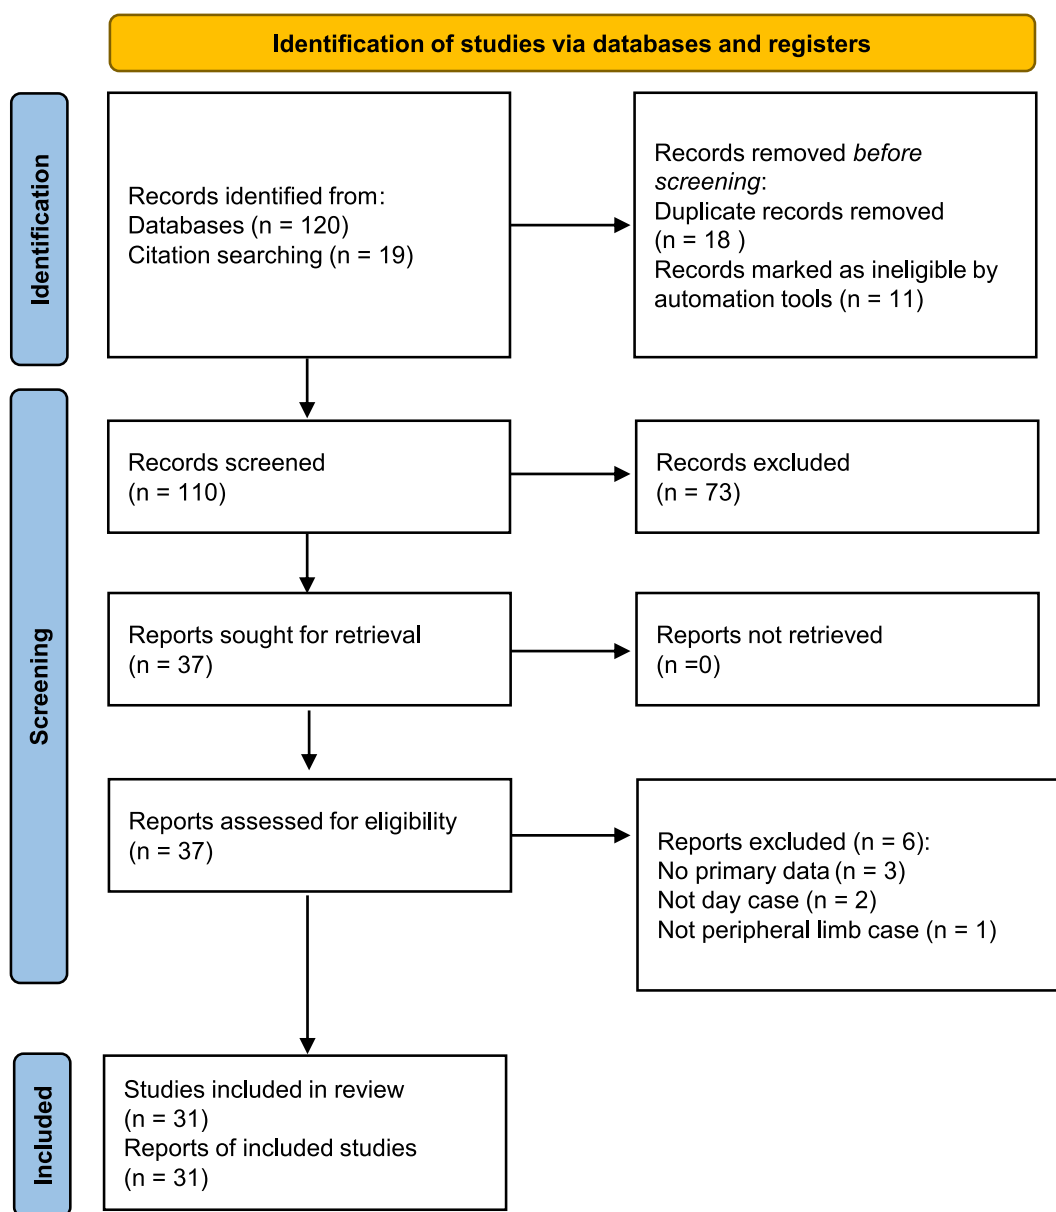 Identification of studies via databases and registers
Identification
Records identified from:
Databases (n = 120)
Citation searching (n = 19)
Records removed before
screening:
Duplicate records removed
(n = 18 )
Records marked as ineligible by
automation tools (n = 11)
Screening
Records screened
(n = 110)
Records excluded
(n = 73)
Reports sought for retrieval
(n = 37)
Reports not retrieved
(n =0)
Reports assessed for eligibility
(n = 37)
Reports excluded (n = 6):
No primary data (n = 3)
Not day case (n = 2)
Not peripheral limb case (n = 1)
Included
Studies included in review
(n = 31)
Reports of included studies
(n = 31)